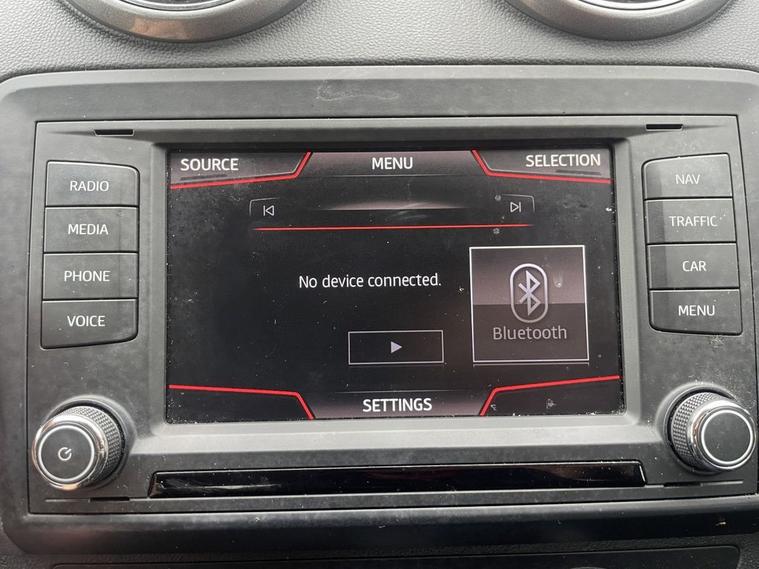 SOURCE
MENU
SELECTION
RADIO
MEDIA
PHONE
VOICE
No device connected.
Bluetooth
SETTINGS
NAV
TRAFFIC
CAR
MENU